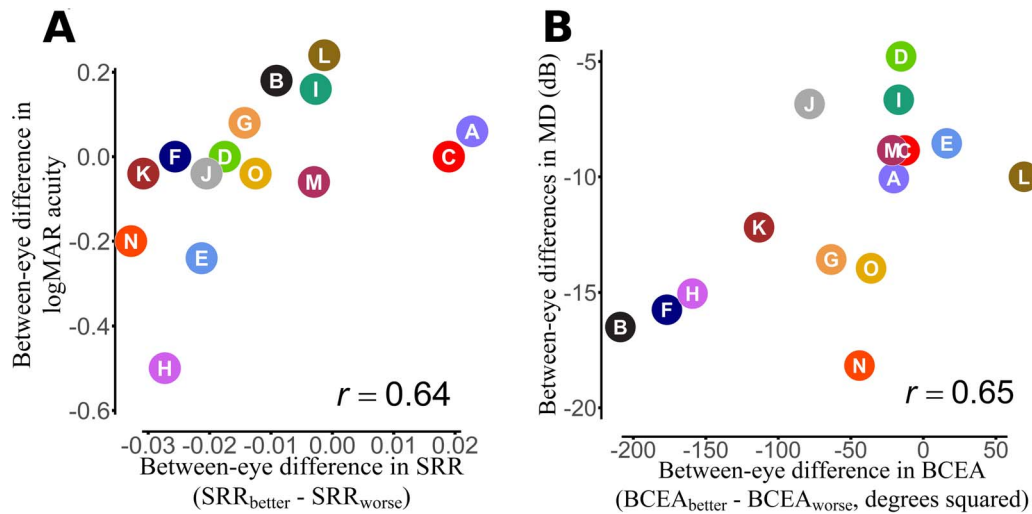 A
Between-eye difference in
logMAR acuity
0.2
0.0
-0.2
-0.4
-0.6
L
B
I
G
A
F
D
C
K
J
O
M
N
E
H
r = 0.64
-0.03 -0.02 -0.01 0.00 0.01 0.02
Between-eye difference in SRR
(SRRbetter - SRRworse)
B
Between-eye differences in MD (dB)
-5
-10
-15
-20
D
I
J
E
M
C
A
L
K
G
O
H
F
B
N
r = 0.65
-200 -150 -100 -50 0 50
Between-eye difference in BCEA
(BCEAbetter - BCEAworse, degrees squared)